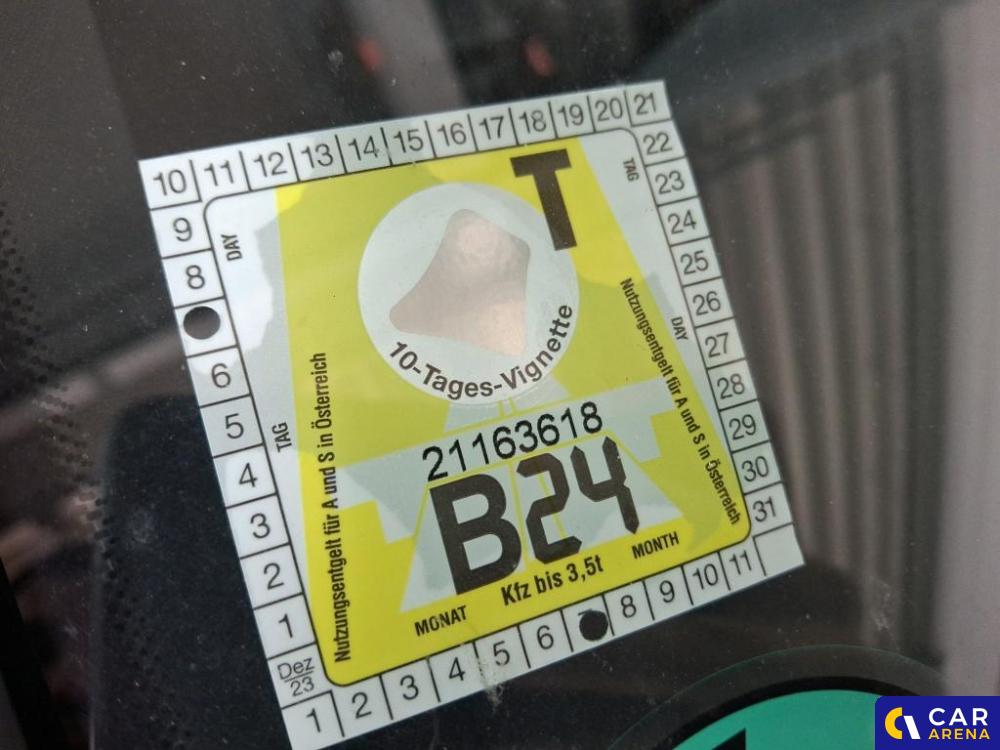 10 11 12 13 14 15 16 17 18 19 20 21
9
8
6
5
4
3
2
1
Dez
23
22
23
24
25
26
27
28
29
30
31
DAY
TAG
TAG
DAY
T
10-Tages-Vignette
Nutzungsentgelt für A und S in Österreich
Nutzungsentgelt für A und S in Österreich
21163618
B24
Kfz bis 3,5t
MONAT
MONTH
1 2 3 4 5 6 8 9 10 11
1
CAR
ARENA